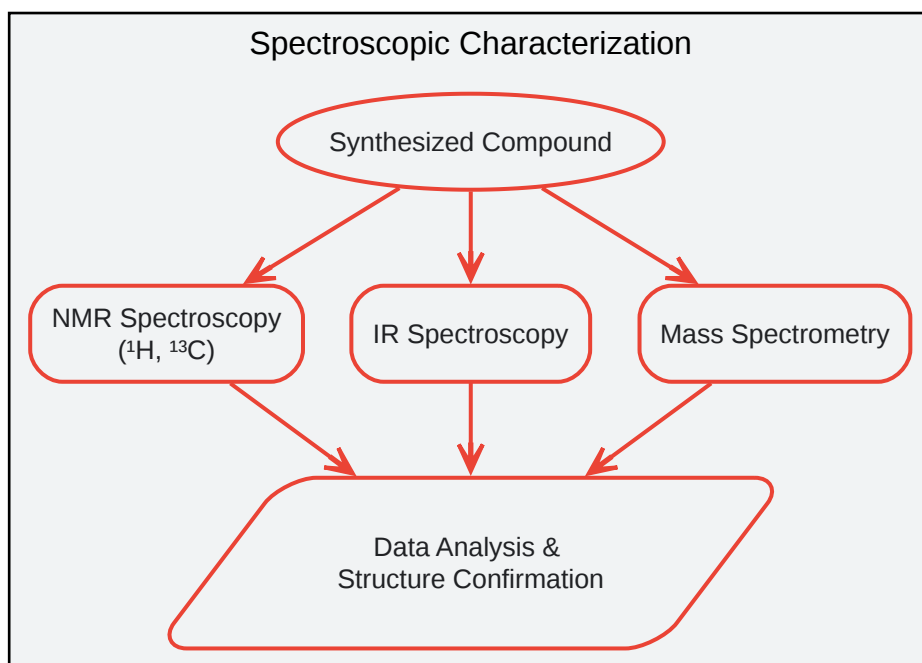 Spectroscopic Characterization
Synthesized Compound
NMR Spectroscopy
(¹H, ¹³C)
IR Spectroscopy
Mass Spectrometry
Data Analysis &
Structure Confirmation